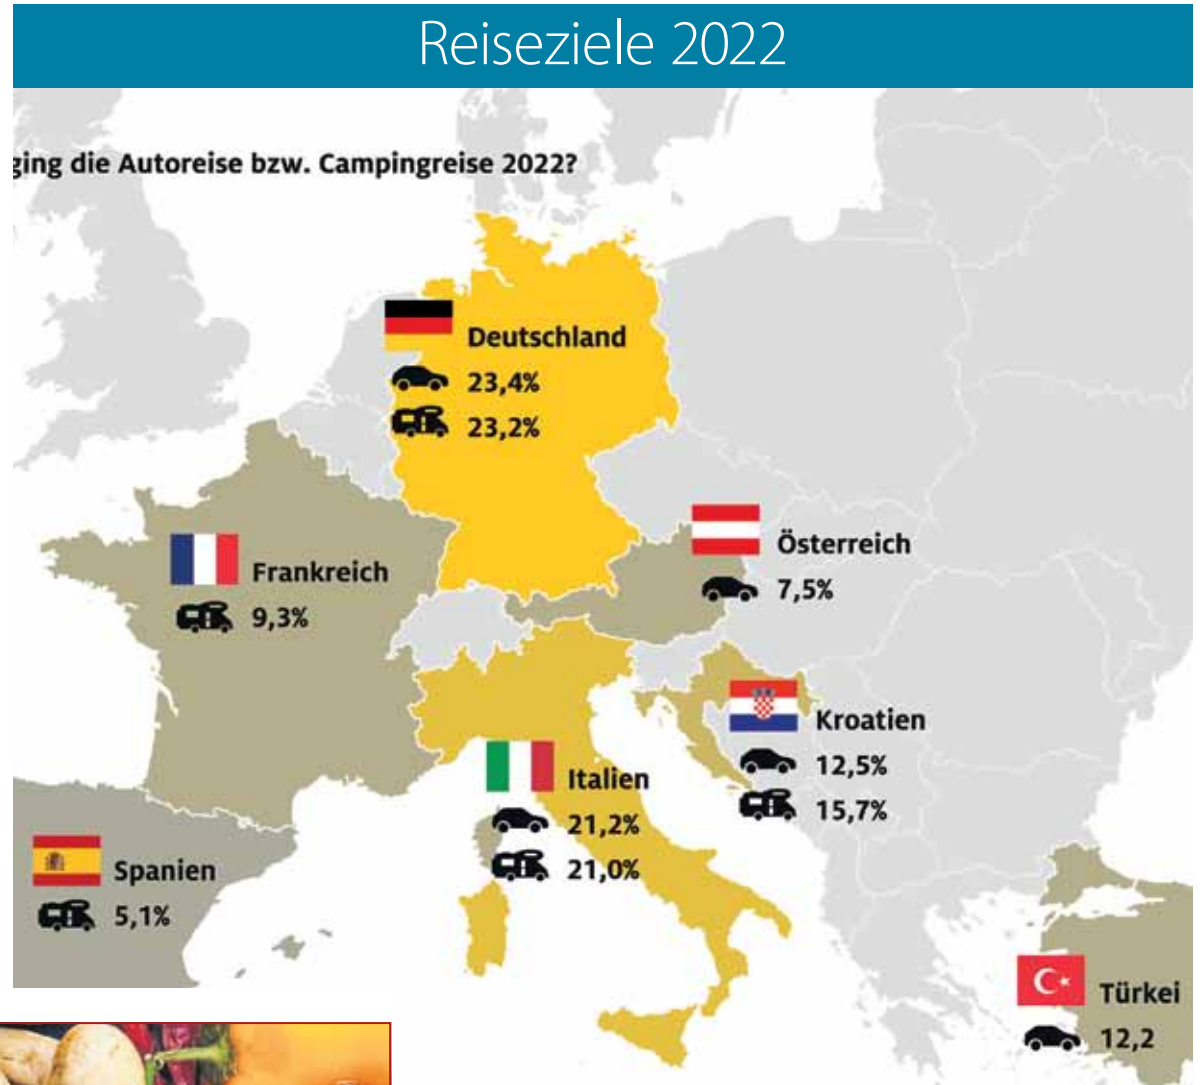 Reiseziele 2022
ging die Autoreise bzw. Campingreise 2022?
Deutschland
23,4%
23,2%
Österreich
7,5%
Frankreich
9,3%
Kroatien
12,5%
15,7%
Italien
21,2%
21,0%
Spanien
5,1%
Türkei
12,2